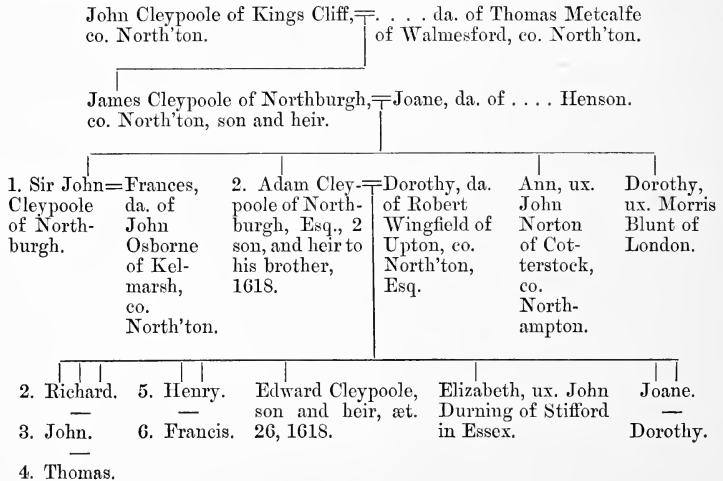 John Cleypoole of Kings Cliff,=. . . . da. of Thomas Metcalfe
co. North'ton. of Walmesford, co. North'ton.
James Cleypoole of Northburgh,=Joane, da. of . . . . Henson.
co. North'ton, son and heir.
1. Sir John=Frances,
Cleypoole da. of
of North- John
burgh. Osborne
of Kel-
marsh,
co.
North'ton.
2. Adam Cley-=Dorothy, da.
poole of North- of Robert
burgh, Esq., 2 Wingfield of
son, and heir to Upton, co.
his brother, North'ton,
1618. Esq.
Ann, ux.
John
Norton
of Cot-
terstock,
co.
North-
ampton.
Dorothy,
ux. Morris
Blunt of
London.
2. Richard.
3. John.
4. Thomas.
5. Henry.
6. Francis.
Edward Cleypoole,
son and heir, æt.
26, 1618.
Elizabeth, ux. John
Durning of Stifford
in Essex.
Joane.
Dorothy.